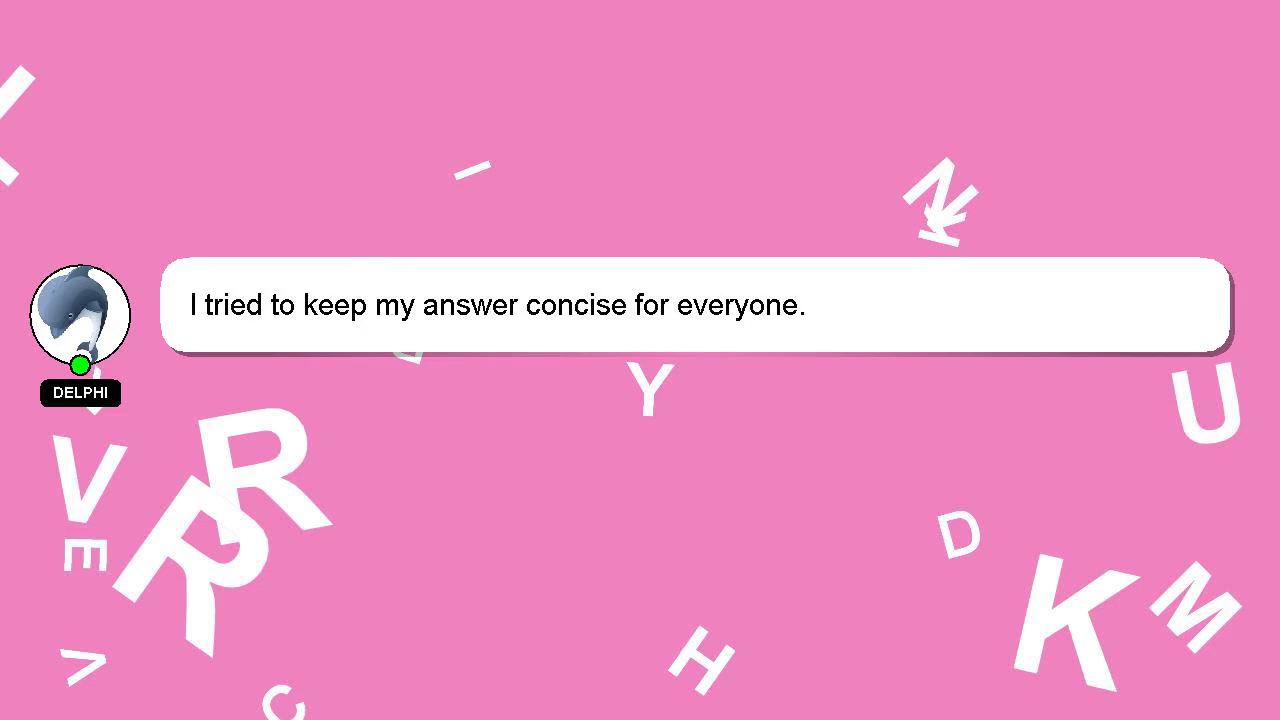 I
N
K
I tried to keep my answer concise for everyone.
DELPHI
Y
U
R
V
R
E
D
K
M
H
V
C